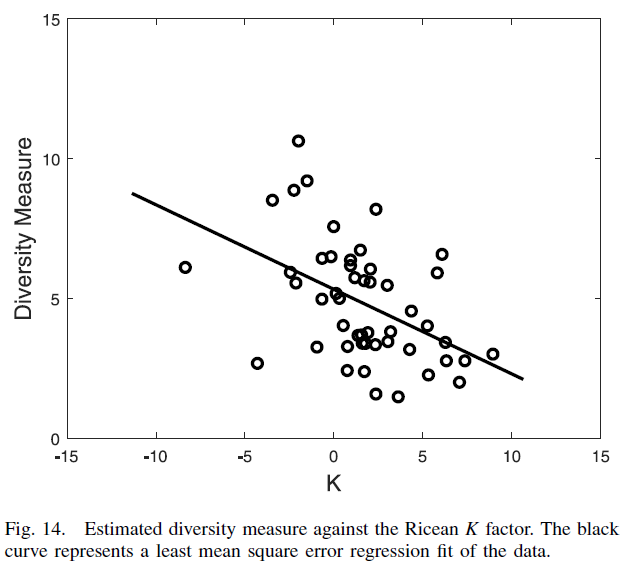 15
10
5
0
Diversity Measure
-15 -10 -5 0 5 10 15
K
Fig. 14. Estimated diversity measure against the Ricean K factor. The black
curve represents a least mean square error regression fit of the data.